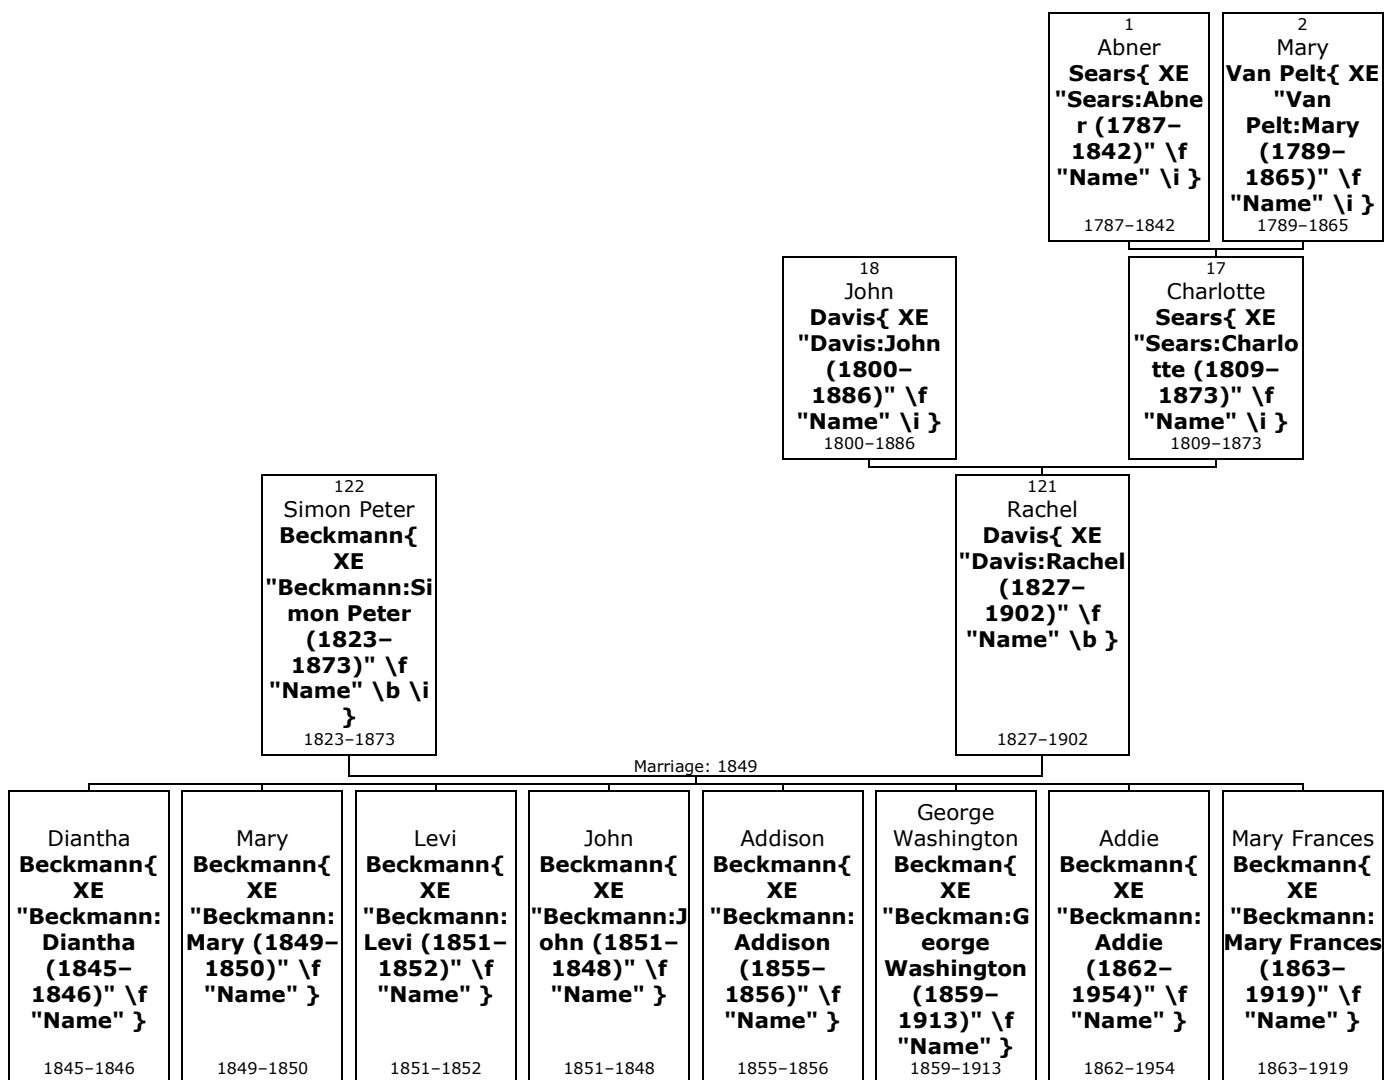 1
Abner
Sears{ XE
"Sears:Abne
r (1787–
1842)" \f
"Name" \i }
1787–1842
2
Mary
Van Pelt{ XE
"Van
Pelt:Mary
(1789–
1865)" \f
"Name" \i }
1789–1865
18
John
Davis{ XE
"Davis:John
(1800–
1886)" \f
"Name" \i }
1800–1886
17
Charlotte
Sears{ XE
"Sears:Charlo
tte (1809–
1873)" \f
"Name" \i }
1809–1873
122
Simon Peter
Beckmann{
XE
"Beckmann:Si
mon Peter
(1823–
1873)" \f
"Name" \b \i
}
1823–1873
121
Rachel
Davis{ XE
"Davis:Rachel
(1827–
1902)" \f
"Name" \b }
1827–1902
Marriage: 1849
Diantha
Beckmann{
XE
"Beckmann:
Diantha
(1845–
1846)" \f
"Name" }
1845–1846
Mary
Beckmann{
XE
"Beckmann:
Mary (1849–
1850)" \f
"Name" }
1849–1850
Levi
Beckmann{
XE
"Beckmann:
Levi (1851–
1852)" \f
"Name" }
1851–1852
John
Beckmann{
XE
"Beckmann:J
ohn (1851–
1848)" \f
"Name" }
1851–1848
Addison
Beckmann{
XE
"Beckmann:
Addison
(1855–
1856)" \f
"Name" }
1855–1856
George
Washington
Beckman{
XE
"Beckman:G
eorge
Washington
(1859–
1913)" \f
"Name" }
1859–1913
Addie
Beckmann{
XE
"Beckmann:
Addie
(1862–
1954)" \f
"Name" }
1862–1954
Mary Frances
Beckmann{
XE
"Beckmann:
Mary Frances
(1863–
1919)" \f
"Name" }
1863–1919